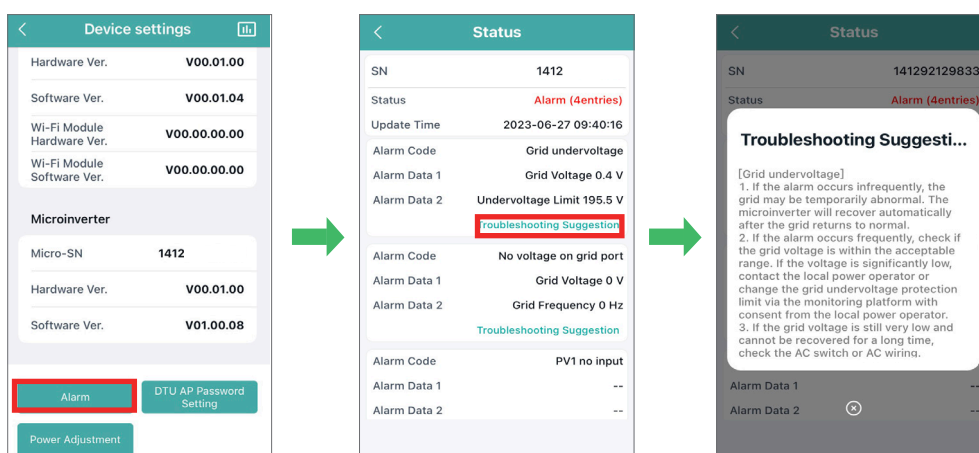 Device settings
Hardware Ver. V00.01.00
Software Ver. V00.01.04
Wi-Fi Module
Hardware Ver. V00.00.00.00
Wi-Fi Module
Software Ver. V00.00.00.00
Microinverter
Micro-SN 1412
Hardware Ver. V00.01.00
Software Ver. V01.00.08
Alarm
DTU AP Password
Setting
Power Adjustment
Status
SN 1412
Status Alarm (4entries)
Update Time 2023-06-27 09:40:16
Alarm Code Grid undervoltage
Alarm Data 1 Grid Voltage 0.4 V
Alarm Data 2 Undervoltage Limit 195.5 V
Troubleshooting Suggestion
Alarm Code No voltage on grid port
Alarm Data 1 Grid Voltage 0 V
Alarm Data 2 Grid Frequency 0 Hz
Troubleshooting Suggestion
Alarm Code PV1 no input
Alarm Data 1 --
Alarm Data 2 --
Status
SN 141292129833
Status Alarm (4entries)
Troubleshooting Suggesti...
[Grid undervoltage]
1. If the alarm occurs infrequently, the
grid may be temporarily abnormal. The
microinverter will recover automatically
after the grid returns to normal.
2. If the alarm occurs frequently, check if
the grid voltage is within the acceptable
range. If the voltage is significantly low,
contact the local power operator or
change the grid undervoltage protection
limit via the monitoring platform with
consent from the local power operator.
3. If the grid voltage is still very low and
cannot be recovered for a long time,
check the AC switch or AC wiring.
Alarm Data 1 --
Alarm Data 2 --